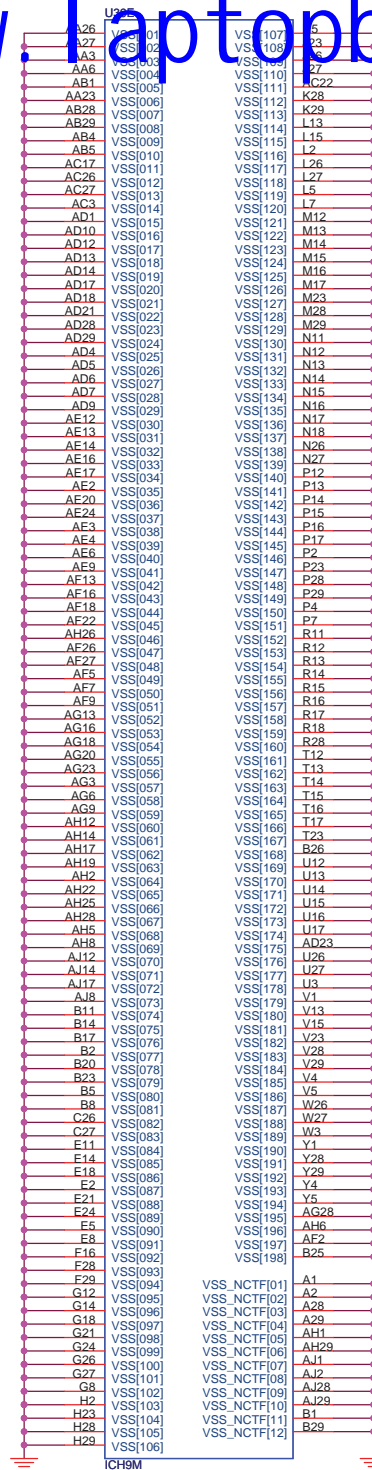 U30E
www.laptopb
AA26 VSS[001] VSS[107]
AA27 VSS[002] VSS[108]
AA3 VSS[003] VSS[109]
AA6 VSS[004] VSS[110]
AB1 VSS[005] VSS[111] AC22
AA23 VSS[006] VSS[112] K28
AB28 VSS[007] VSS[113] K29
AB29 VSS[008] VSS[114] L13
AB4 VSS[009] VSS[115] L15
AB5 VSS[010] VSS[116] L2
AC17 VSS[011] VSS[117] L26
AC26 VSS[012] VSS[118] L27
AC27 VSS[013] VSS[119] L5
AC3 VSS[014] VSS[120] L7
AD1 VSS[015] VSS[121] M12
AD10 VSS[016] VSS[122] M13
AD12 VSS[017] VSS[123] M14
AD13 VSS[018] VSS[124] M15
AD14 VSS[019] VSS[125] M16
AD17 VSS[020] VSS[126] M17
AD18 VSS[021] VSS[127] M23
AD21 VSS[022] VSS[128] M28
AD28 VSS[023] VSS[129] M29
AD29 VSS[024] VSS[130] N11
AD4 VSS[025] VSS[131] N12
AD5 VSS[026] VSS[132] N13
AD6 VSS[027] VSS[133] N14
AD7 VSS[028] VSS[134] N15
AD9 VSS[029] VSS[135] N16
AE12 VSS[030] VSS[136] N17
AE13 VSS[031] VSS[137] N18
AE14 VSS[032] VSS[138] N26
AE16 VSS[033] VSS[139] N27
AE17 VSS[034] VSS[140] P12
AE2 VSS[035] VSS[141] P13
AE20 VSS[036] VSS[142] P14
AE24 VSS[037] VSS[143] P15
AE3 VSS[038] VSS[144] P16
AE4 VSS[039] VSS[145] P17
AE6 VSS[040] VSS[146] P2
AE9 VSS[041] VSS[147] P23
AF13 VSS[042] VSS[148] P28
AF16 VSS[043] VSS[149] P29
AF18 VSS[044] VSS[150] P4
AF22 VSS[045] VSS[151] P7
AH26 VSS[046] VSS[152] R11
AF26 VSS[047] VSS[153] R12
AF27 VSS[048] VSS[154] R13
AF5 VSS[049] VSS[155] R14
AF7 VSS[050] VSS[156] R15
AF9 VSS[051] VSS[157] R16
AG13 VSS[052] VSS[158] R17
AG16 VSS[053] VSS[159] R18
AG18 VSS[054] VSS[160] R28
AG20 VSS[055] VSS[161] T12
AG23 VSS[056] VSS[162] T13
AG3 VSS[057] VSS[163] T14
AG6 VSS[058] VSS[164] T15
AG9 VSS[059] VSS[165] T16
AH12 VSS[060] VSS[166] T17
AH14 VSS[061] VSS[167] T23
AH17 VSS[062] VSS[168] B26
AH19 VSS[063] VSS[169] U12
AH2 VSS[064] VSS[170] U13
AH22 VSS[065] VSS[171] U14
AH25 VSS[066] VSS[172] U15
AH28 VSS[067] VSS[173] U16
AH5 VSS[068] VSS[174] U17
AH8 VSS[069] VSS[175] AD23
AJ12 VSS[070] VSS[176] U26
AJ14 VSS[071] VSS[177] U27
AJ17 VSS[072] VSS[178] U3
AJ8 VSS[073] VSS[179] V1
B11 VSS[074] VSS[180] V13
B14 VSS[075] VSS[181] V15
B17 VSS[076] VSS[182] V23
B2 VSS[077] VSS[183] V28
B20 VSS[078] VSS[184] V29
B23 VSS[079] VSS[185] V4
B5 VSS[080] VSS[186] V5
B8 VSS[081] VSS[187] W26
C26 VSS[082] VSS[188] W27
C27 VSS[083] VSS[189] W3
E11 VSS[084] VSS[190] Y1
E14 VSS[085] VSS[191] Y28
E18 VSS[086] VSS[192] Y29
E2 VSS[087] VSS[193] Y4
E21 VSS[088] VSS[194] Y5
E24 VSS[089] VSS[195] AG28
E5 VSS[090] VSS[196] AH6
E8 VSS[091] VSS[197] AF2
F16 VSS[092] VSS[198] B25
F28 VSS[093]
F29 VSS[094] VSS_NCTF[01] A1
G12 VSS[095] VSS_NCTF[02] A2
G14 VSS[096] VSS_NCTF[03] A28
G18 VSS[097] VSS_NCTF[04] A29
G21 VSS[098] VSS_NCTF[05] AH1
G24 VSS[099] VSS_NCTF[06] AH29
G26 VSS[100] VSS_NCTF[07] AJ1
G27 VSS[101] VSS_NCTF[08] AJ2
G8 VSS[102] VSS_NCTF[09] AJ28
H2 VSS[103] VSS_NCTF[10] AJ29
H23 VSS[104] VSS_NCTF[11] B1
H28 VSS[105] VSS_NCTF[12] B29
H29 VSS[106]
ICH9M